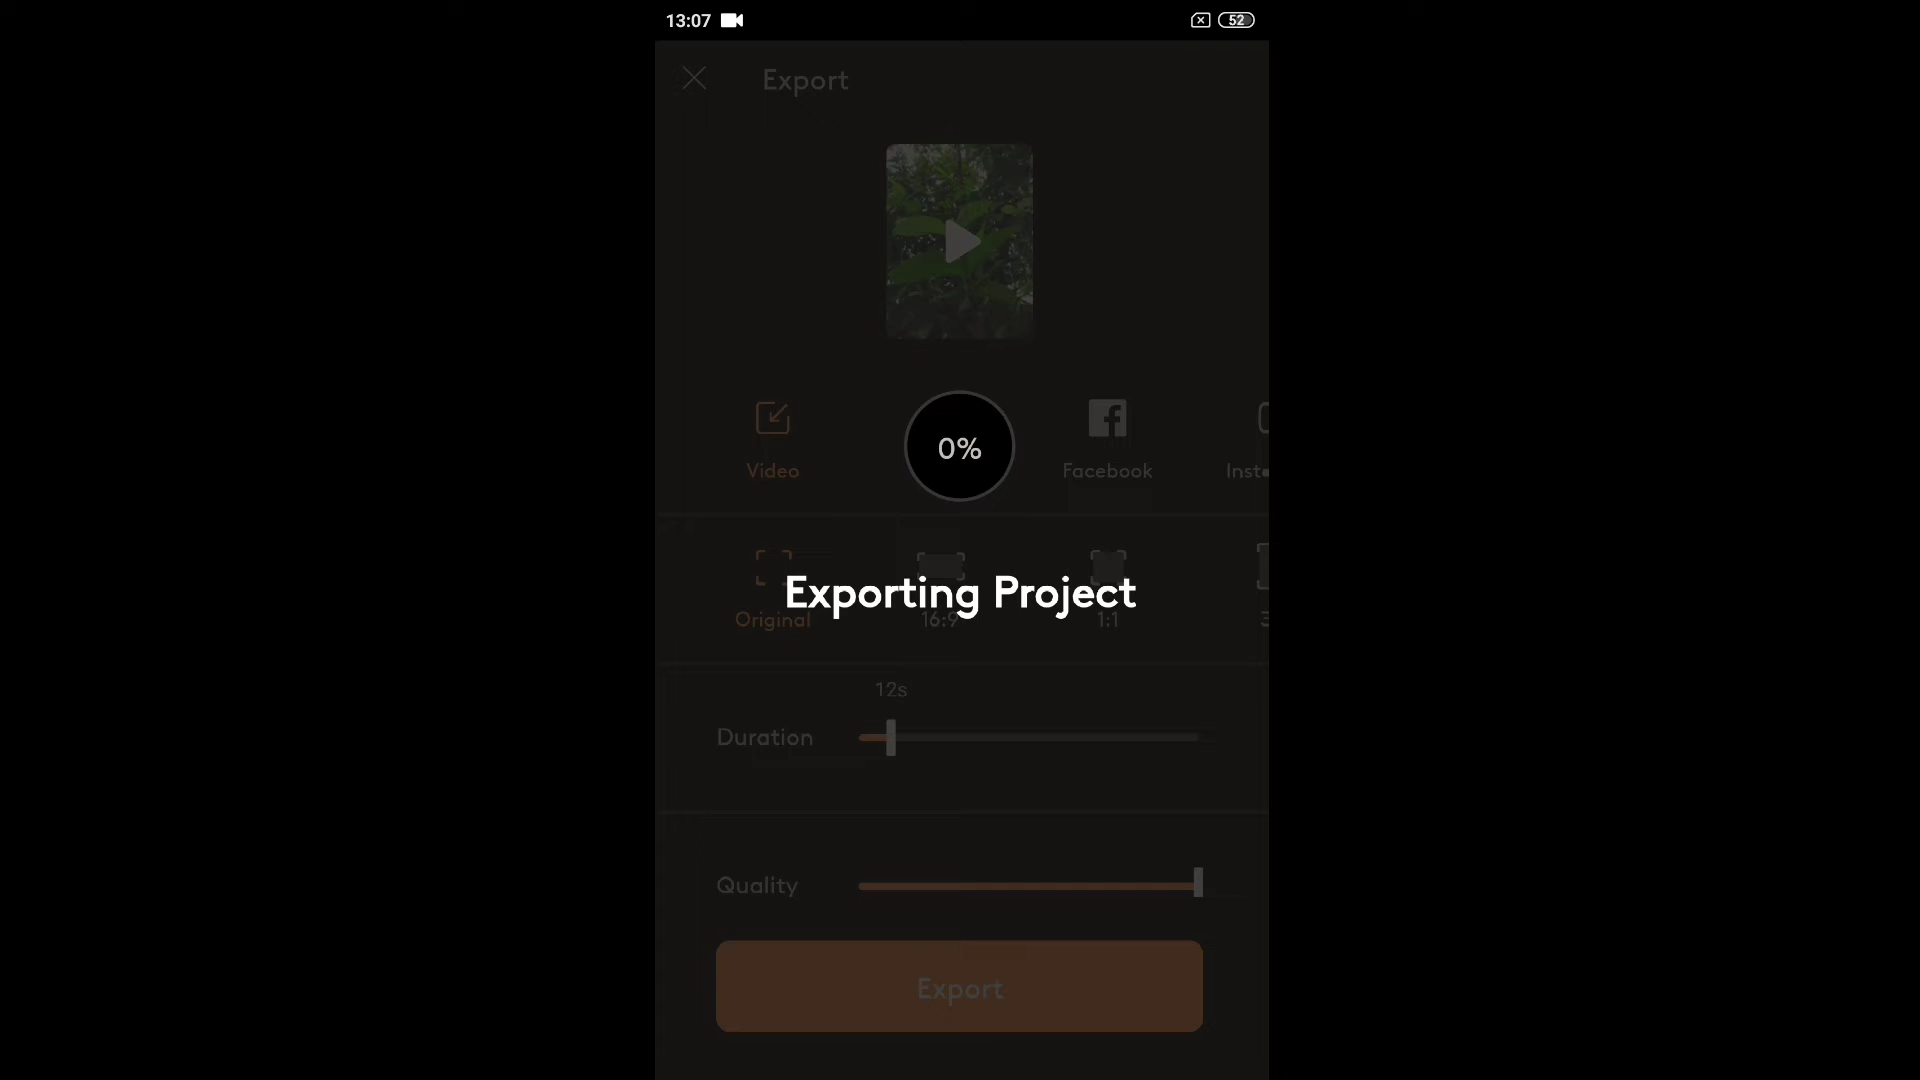 13:07
52
Export
Video
0%
Facebook
Exporting Project
Original
16:9
1:1
12s
Duration
Quality
Export